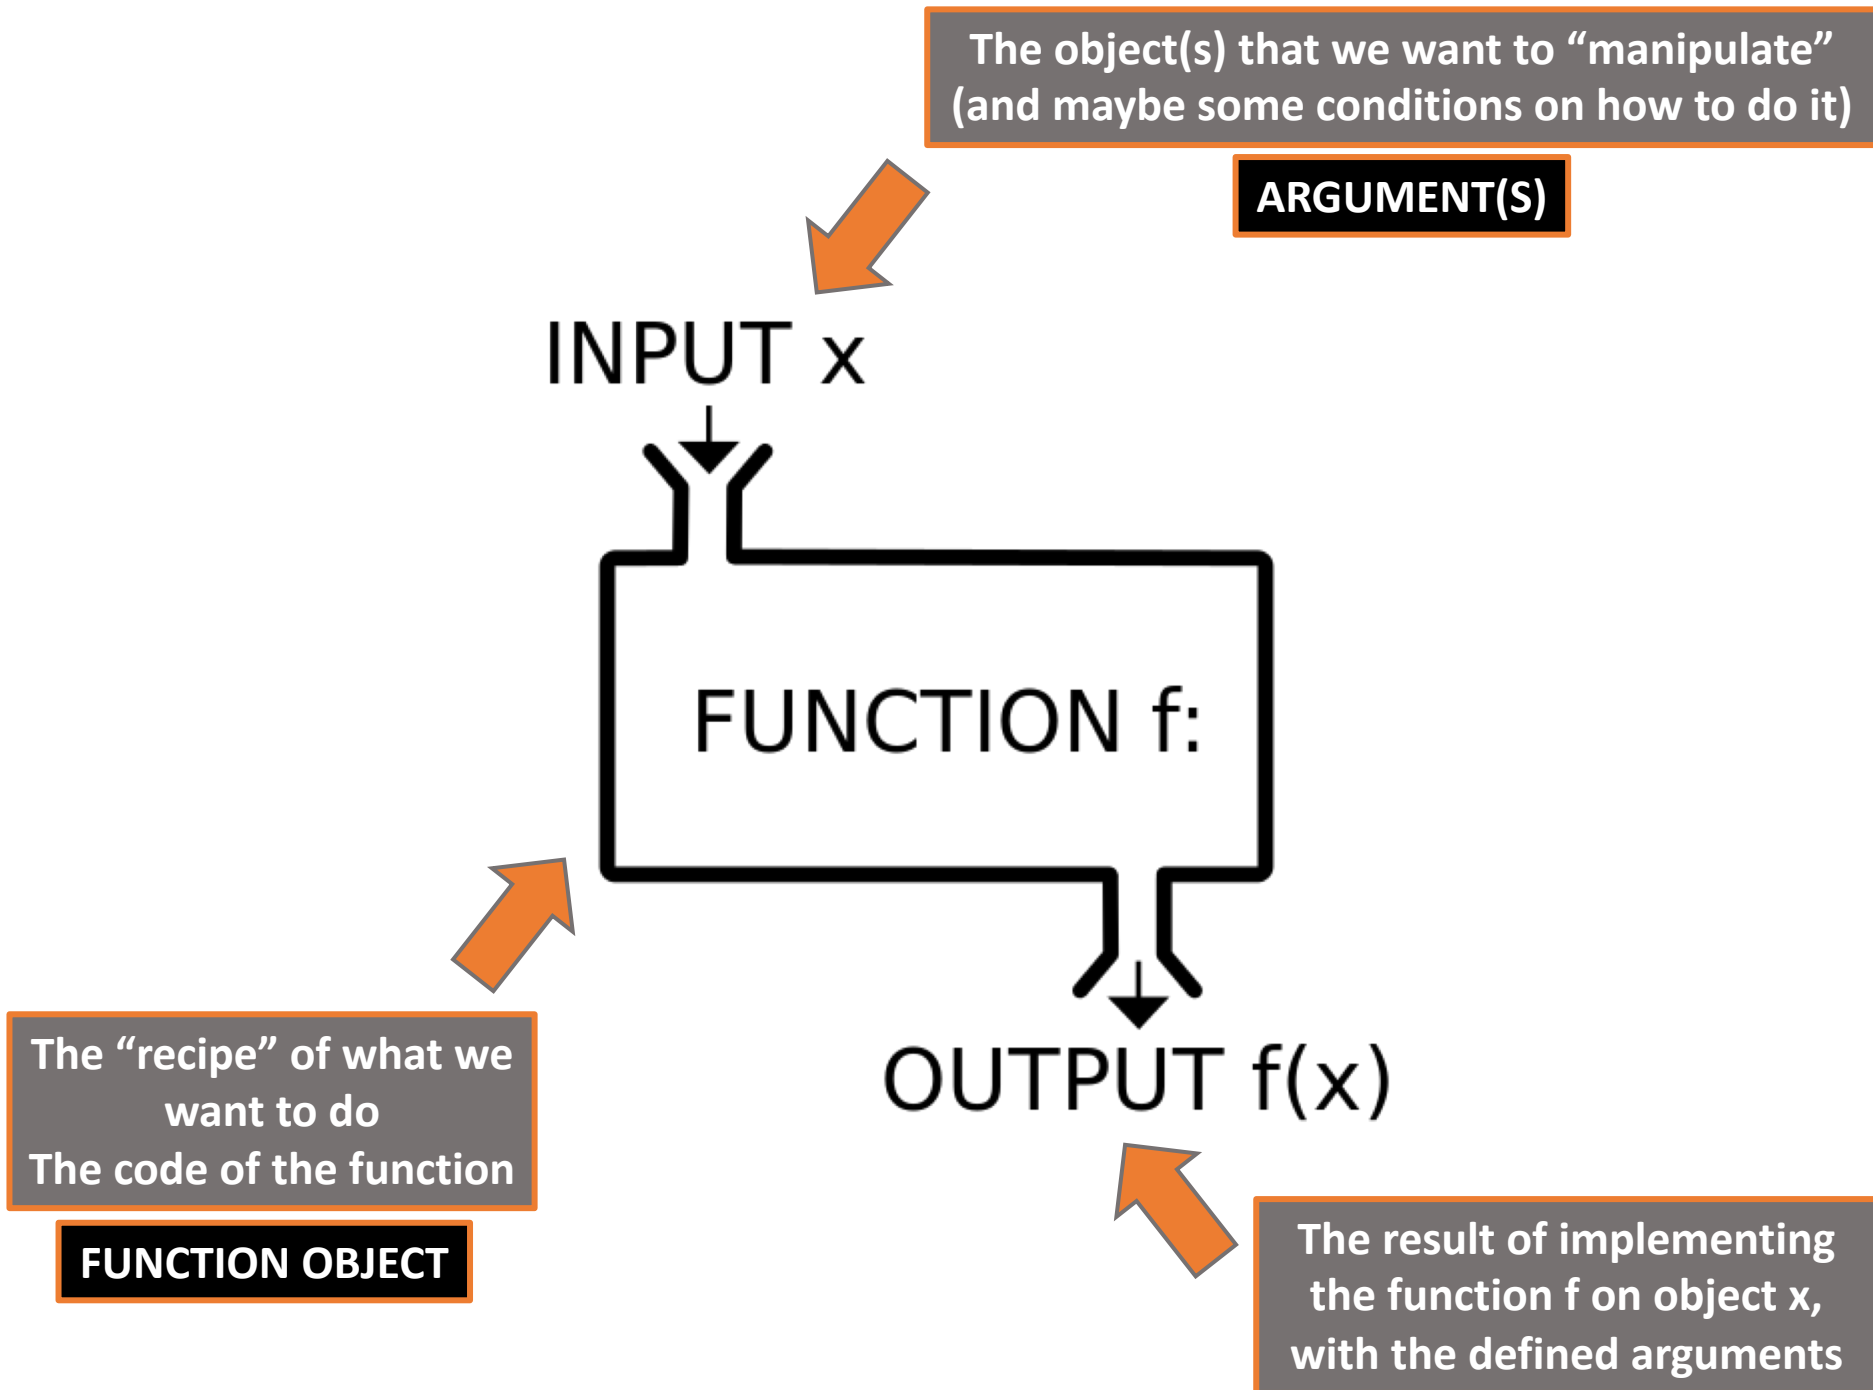 The object(s) that we want to “manipulate”
(and maybe some conditions on how to do it)
ARGUMENT(S)
INPUT x
FUNCTION f:
OUTPUT f(x)
The “recipe” of what we
want to do
The code of the function
FUNCTION OBJECT
The result of implementing
the function f on object x,
with the defined arguments